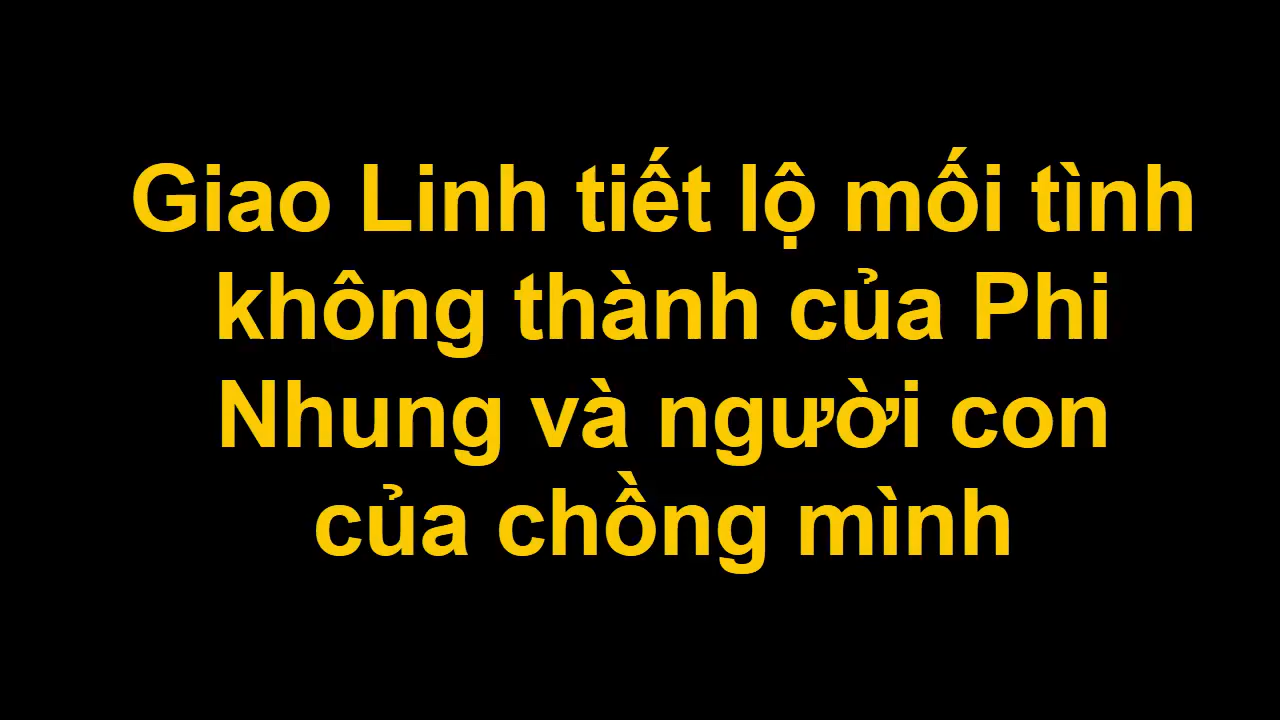 Giao Linh tiết lộ mối tình
không thành của Phi
Nhung và người con
của chồng mình